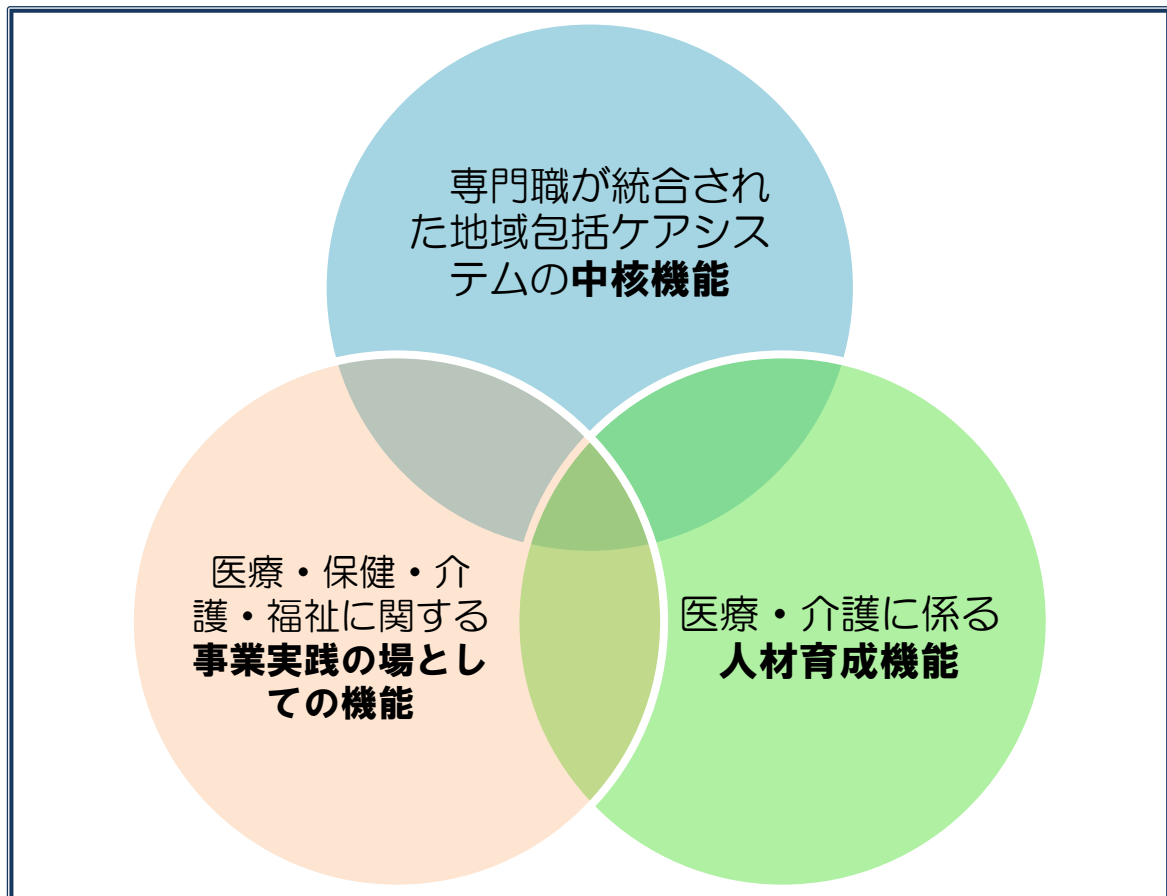 専門職が統合され
た地域包括ケアシス
テムの中核機能
医療・保健・介
護・福祉に関する
事業実践の場とし
ての機能
医療・介護に係る
人材育成機能